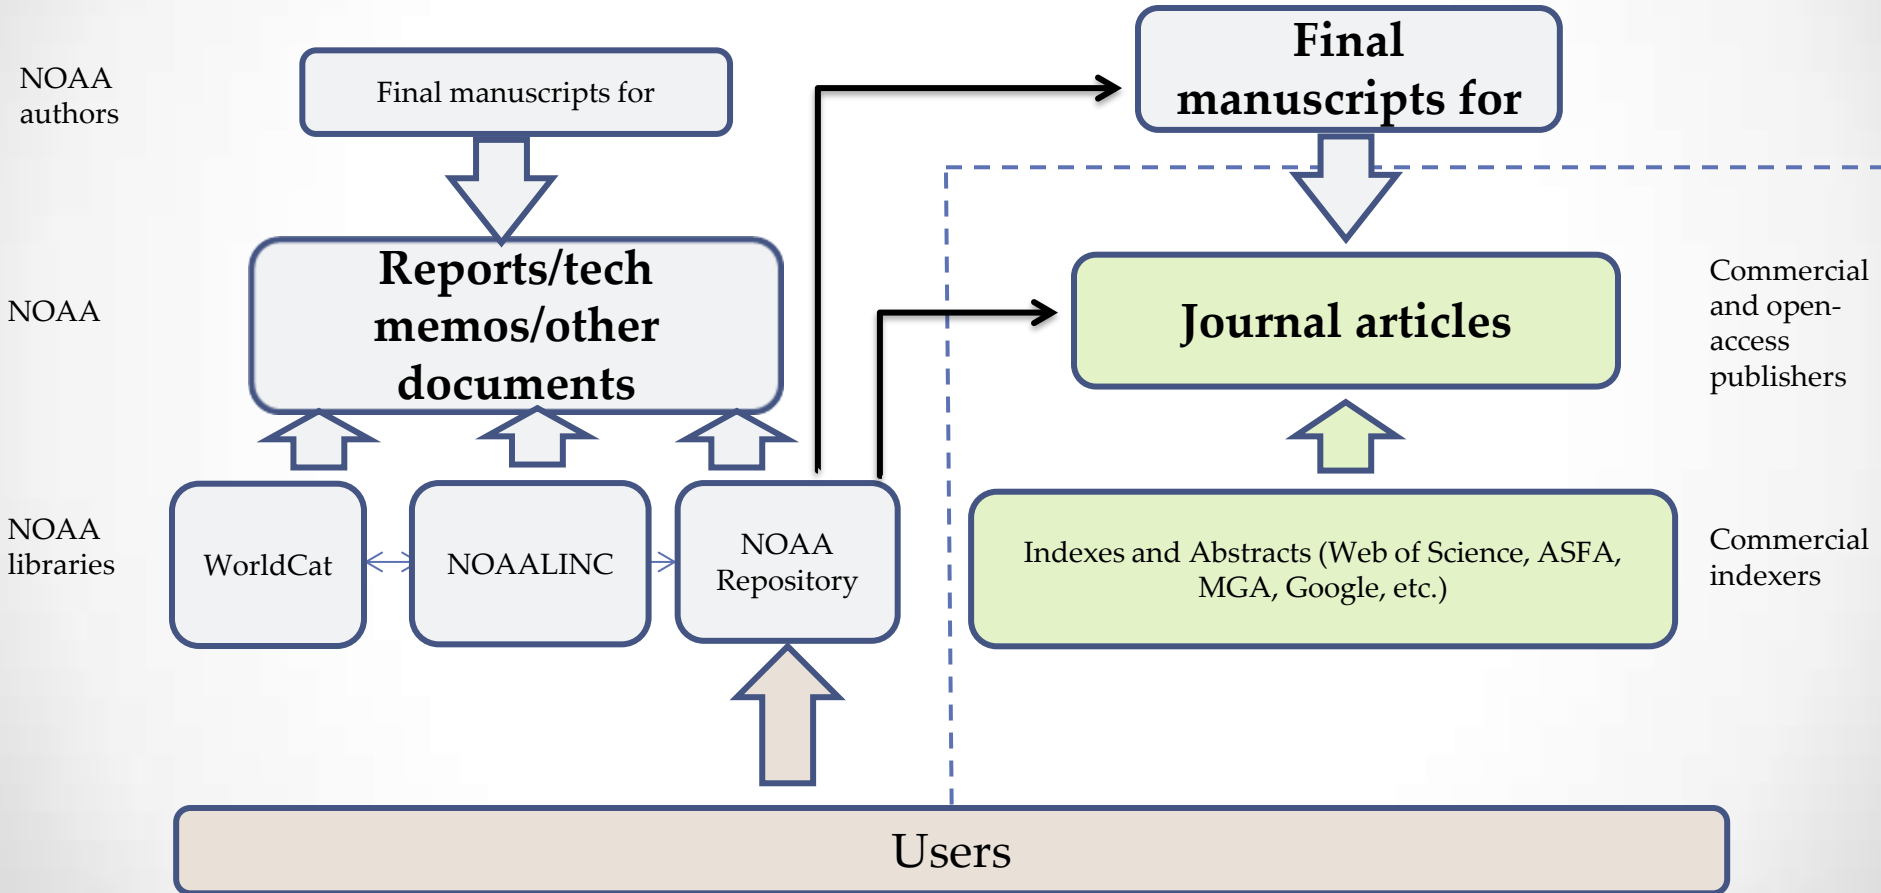 NOAA
authors
Final manuscripts for
Final
manuscripts for
NOAA
Reports/tech
memos/other
documents
Journal articles
Commercial
and open-
access
publishers
NOAA
libraries
WorldCat
NOAALINC
NOAA
Repository
Indexes and Abstracts (Web of Science, ASFA,
MGA, Google, etc.)
Commercial
indexers
Users